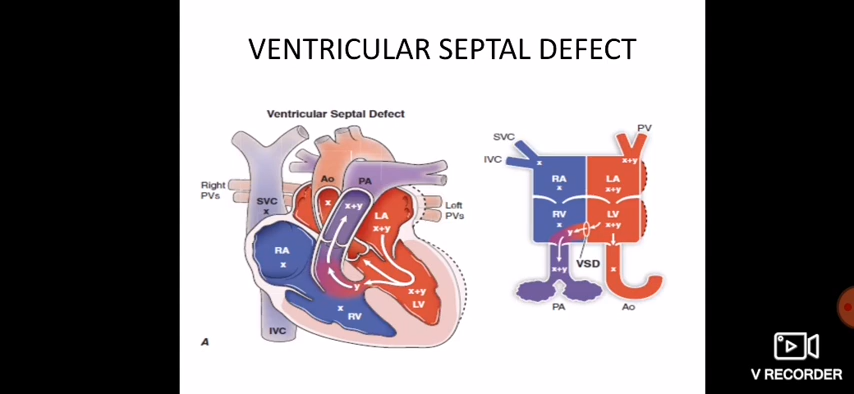 VENTRICULAR SEPTAL DEFECT
Ventricular Septal Defect
Right
PVs
SVC
x
Ao
PA
x
x+y
LA
x+y
Left
PVs
RA
x
y
x+y
LV
x
RV
IVC
A
SVC
IVC
x
PV
x+y
RA
x
LA
x+y
RV
x
LV
x+y
y
VSD
x+y
x
PA
Ao
V RECORDER